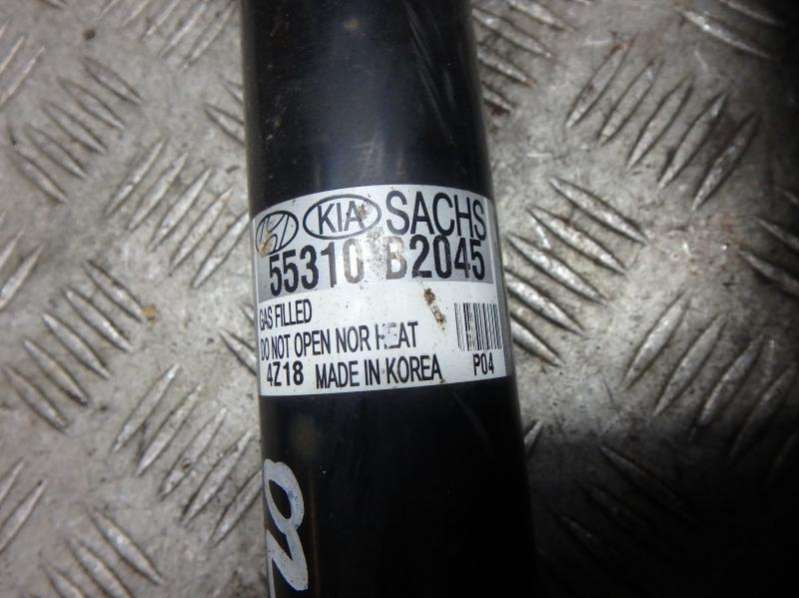 KIA SACHS
55310 B2045
GAS FILLED
DO NOT OPEN NOR HEAT
4Z18 MADE IN KOREA P04